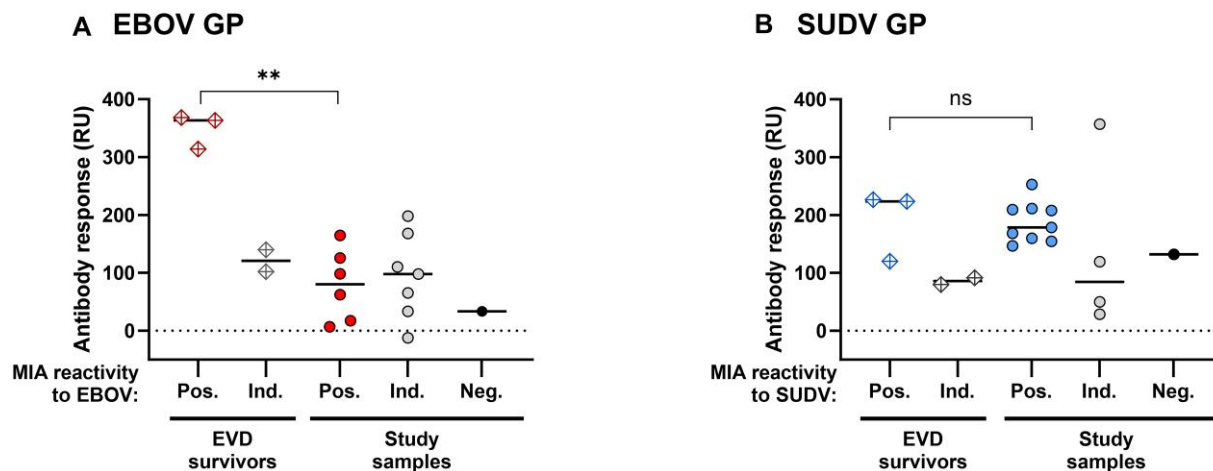 A EBOV GP
**
Antibody response (RU)
400
300
200
100
0
MIA reactivity
to EBOV:
Pos. Ind. Pos. Ind. Neg.
EVD
survivors
Study
samples
B SUDV GP
ns
Antibody response (RU)
400
300
200
100
0
MIA reactivity
to SUDV:
Pos. Ind. Pos. Ind. Neg.
EVD
survivors
Study
samples